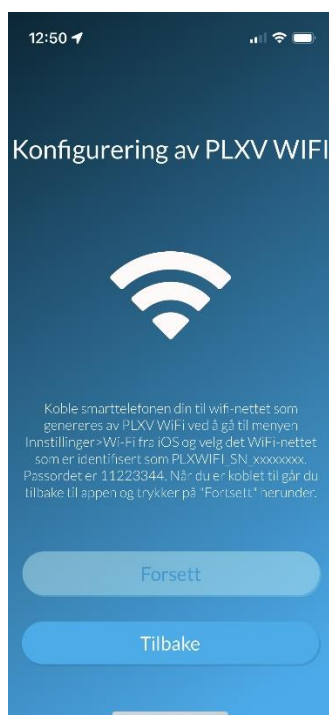 12:50
Konfigurering av PLXV WIFI
Koble smarttelefonen din til wifi-nettet som
genereres av PLXV WiFi ved å gå til menyen
Innstillinger>Wi-Fi fra iOS og velg det WiFi-nettet
som er identifisert som PLXWIFI_SN_xxxxxxxx.
Passordet er 11223344. Når du er koblet til går du
tilbake til appen og trykker på "Fortsett" herunder.
Forsett
Tilbake